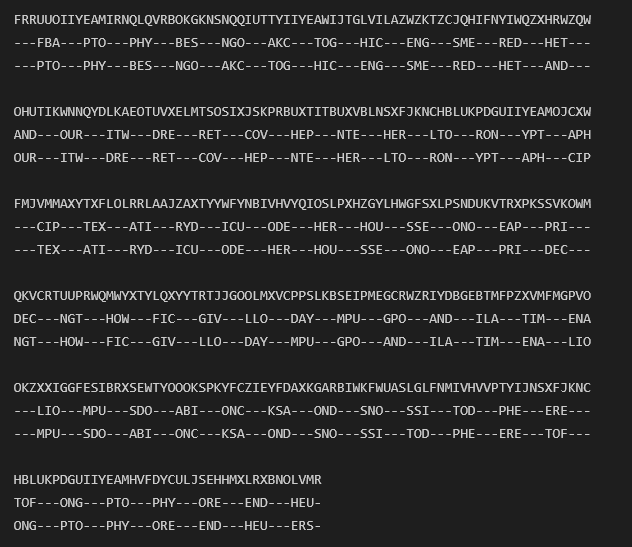 FRRUUOIIYEAMIRNQLQVRBOKGKNSNQQIUTTYIIYEAWIJTGLVILAZWZKTZCJQHIFNYIWQZXHRWZQW
---FBA---PTO---PHY---BES---NGO---AKC---TOG---HIC---ENG---SME---RED---HET---
---PTO---PHY---BES---NGO---AKC---TOG---HIC---ENG---SME---RED---HET---AND---
OHUTIKWNNQYDLKAEOTUVXELMTSOSIXJSKPRBUXTITBUXVBLNSXFJKNCHBLUKPDGUIIYEAMOJCXW
AND---OUR---ITW---DRE---RET---COV---HEP---NTE---HER---LTO---RON---YPT---APH
OUR---ITW---DRE---RET---COV---HEP---NTE---HER---LTO---RON---YPT---APH---CIP
FMJVMMAXYTXFLOLRRLAAJZAXTYYWFYNBIVHVYQIOSLPXHZGYLHWGFSXLPSNDUKVTRXPKSSVKOWM
---CIP---TEX---ATI---RYD---ICU---ODE---HER---HOU---SSE---ONO---EAP---PRI---
---TEX---ATI---RYD---ICU---ODE---HER---HOU---SSE---ONO---EAP---PRI---DEC---
QKVCRTUUPRWQMWYXTYLQXYYTRTJJGOOLMXVCPPSLKBSEIPMEGCRWZRIYDBGEBTMFPZXVMFMGPVO
DEC---NGT---HOW---FIC---GIV---LLO---DAY---MPU---GPO---AND---ILA---TIM---ENA
NGT---HOW---FIC---GIV---LLO---DAY---MPU---GPO---AND---ILA---TIM---ENA---LIO
OKZXXIGGFESIBRXSEWTYOOOKSPKYFCZIEYFDAXKGARBIWKFWUASLGLFNMIVHVVPTYIJNSXFJKNC
---LIO---MPU---SDO---ABI---ONC---KSA---OND---SNO---SSI---TOD---PHE---ERE---
---MPU---SDO---ABI---ONC---KSA---OND---SNO---SSI---TOD---PHE---ERE---TOF---
HBLUKPDGUIIYEAMHVFDYCULJSEHHMXLRXBNOLVMR
TOF---ONG---PTO---PHY---ORE---END---HEU-
ONG---PTO---PHY---ORE---END---HEU---ERS-